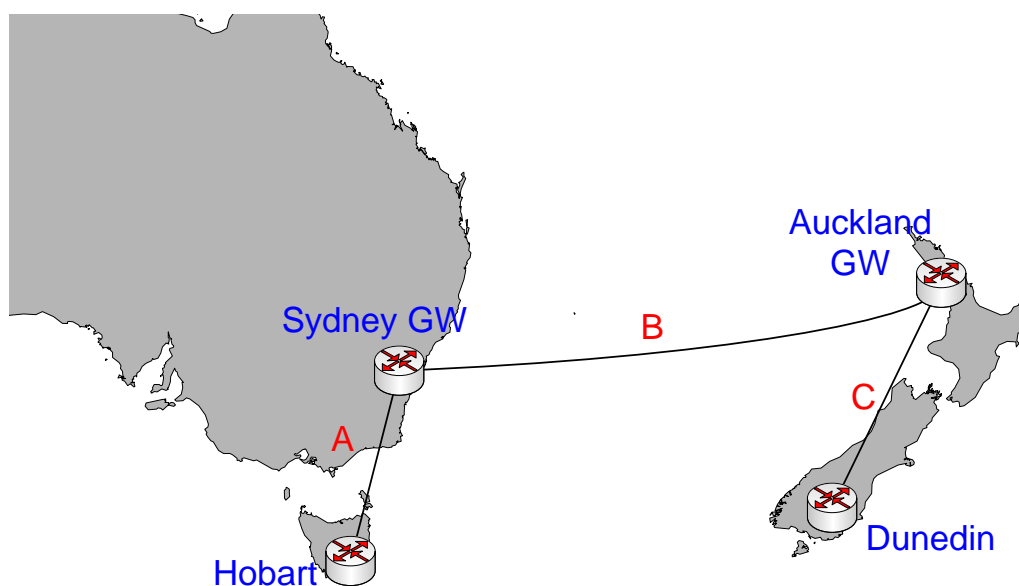 Auckland
GW
Sydney GW
B
C
A
Dunedin
Hobart